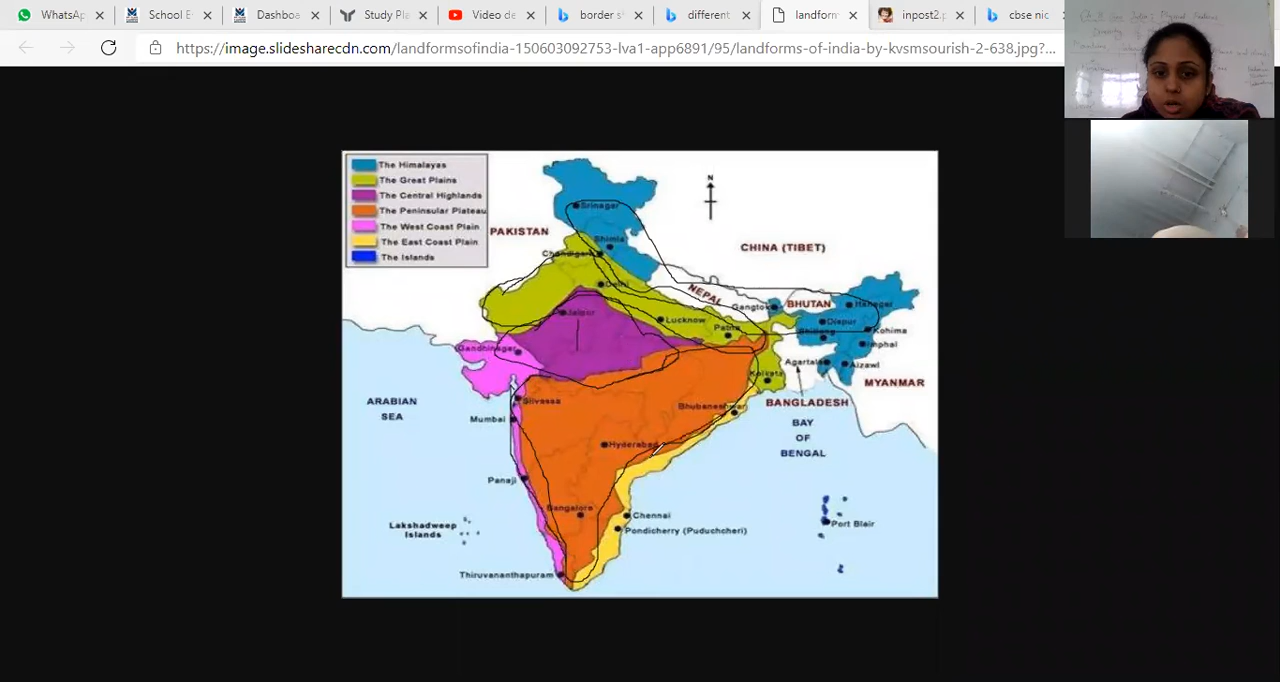 WhatsAp
School E
Dashboa
Study Pla
Video de
border s
different
landform
inpost2.p
cbse nic
https://image.slidesharecdn.com/landformsofindia-150603092753-lva1-app6891/95/landforms-of-india-by-kvsmsourish-2-638.jpg?...
The Himalayas
The Great Plains
The Central Highlands
The Peninsular Plateau
The West Coast Plain
The East Coast Plain
The Islands
N
Srinagar
PAKISTAN
Shimla
CHINA (TIBET)
Chandigarh
Delhi
NEPAL
Gangtok
BHUTAN
Itanagar
Jaipur
Lucknow
Patna
Dispur
Shillong
Kohima
Imphal
Gandhinagar
Agartala
Aizawl
Kolkata
MYANMAR
ARABIAN
SEA
Silvassa
Mumbai
Bhubaneshwar
BANGLADESH
BAY
OF
BENGAL
Hyderabad
Panaji
Bangalore
Chennai
Lakshadweep
Islands
Pondicherry (Puduchcheri)
Port Blair
Thiruvananthapuram